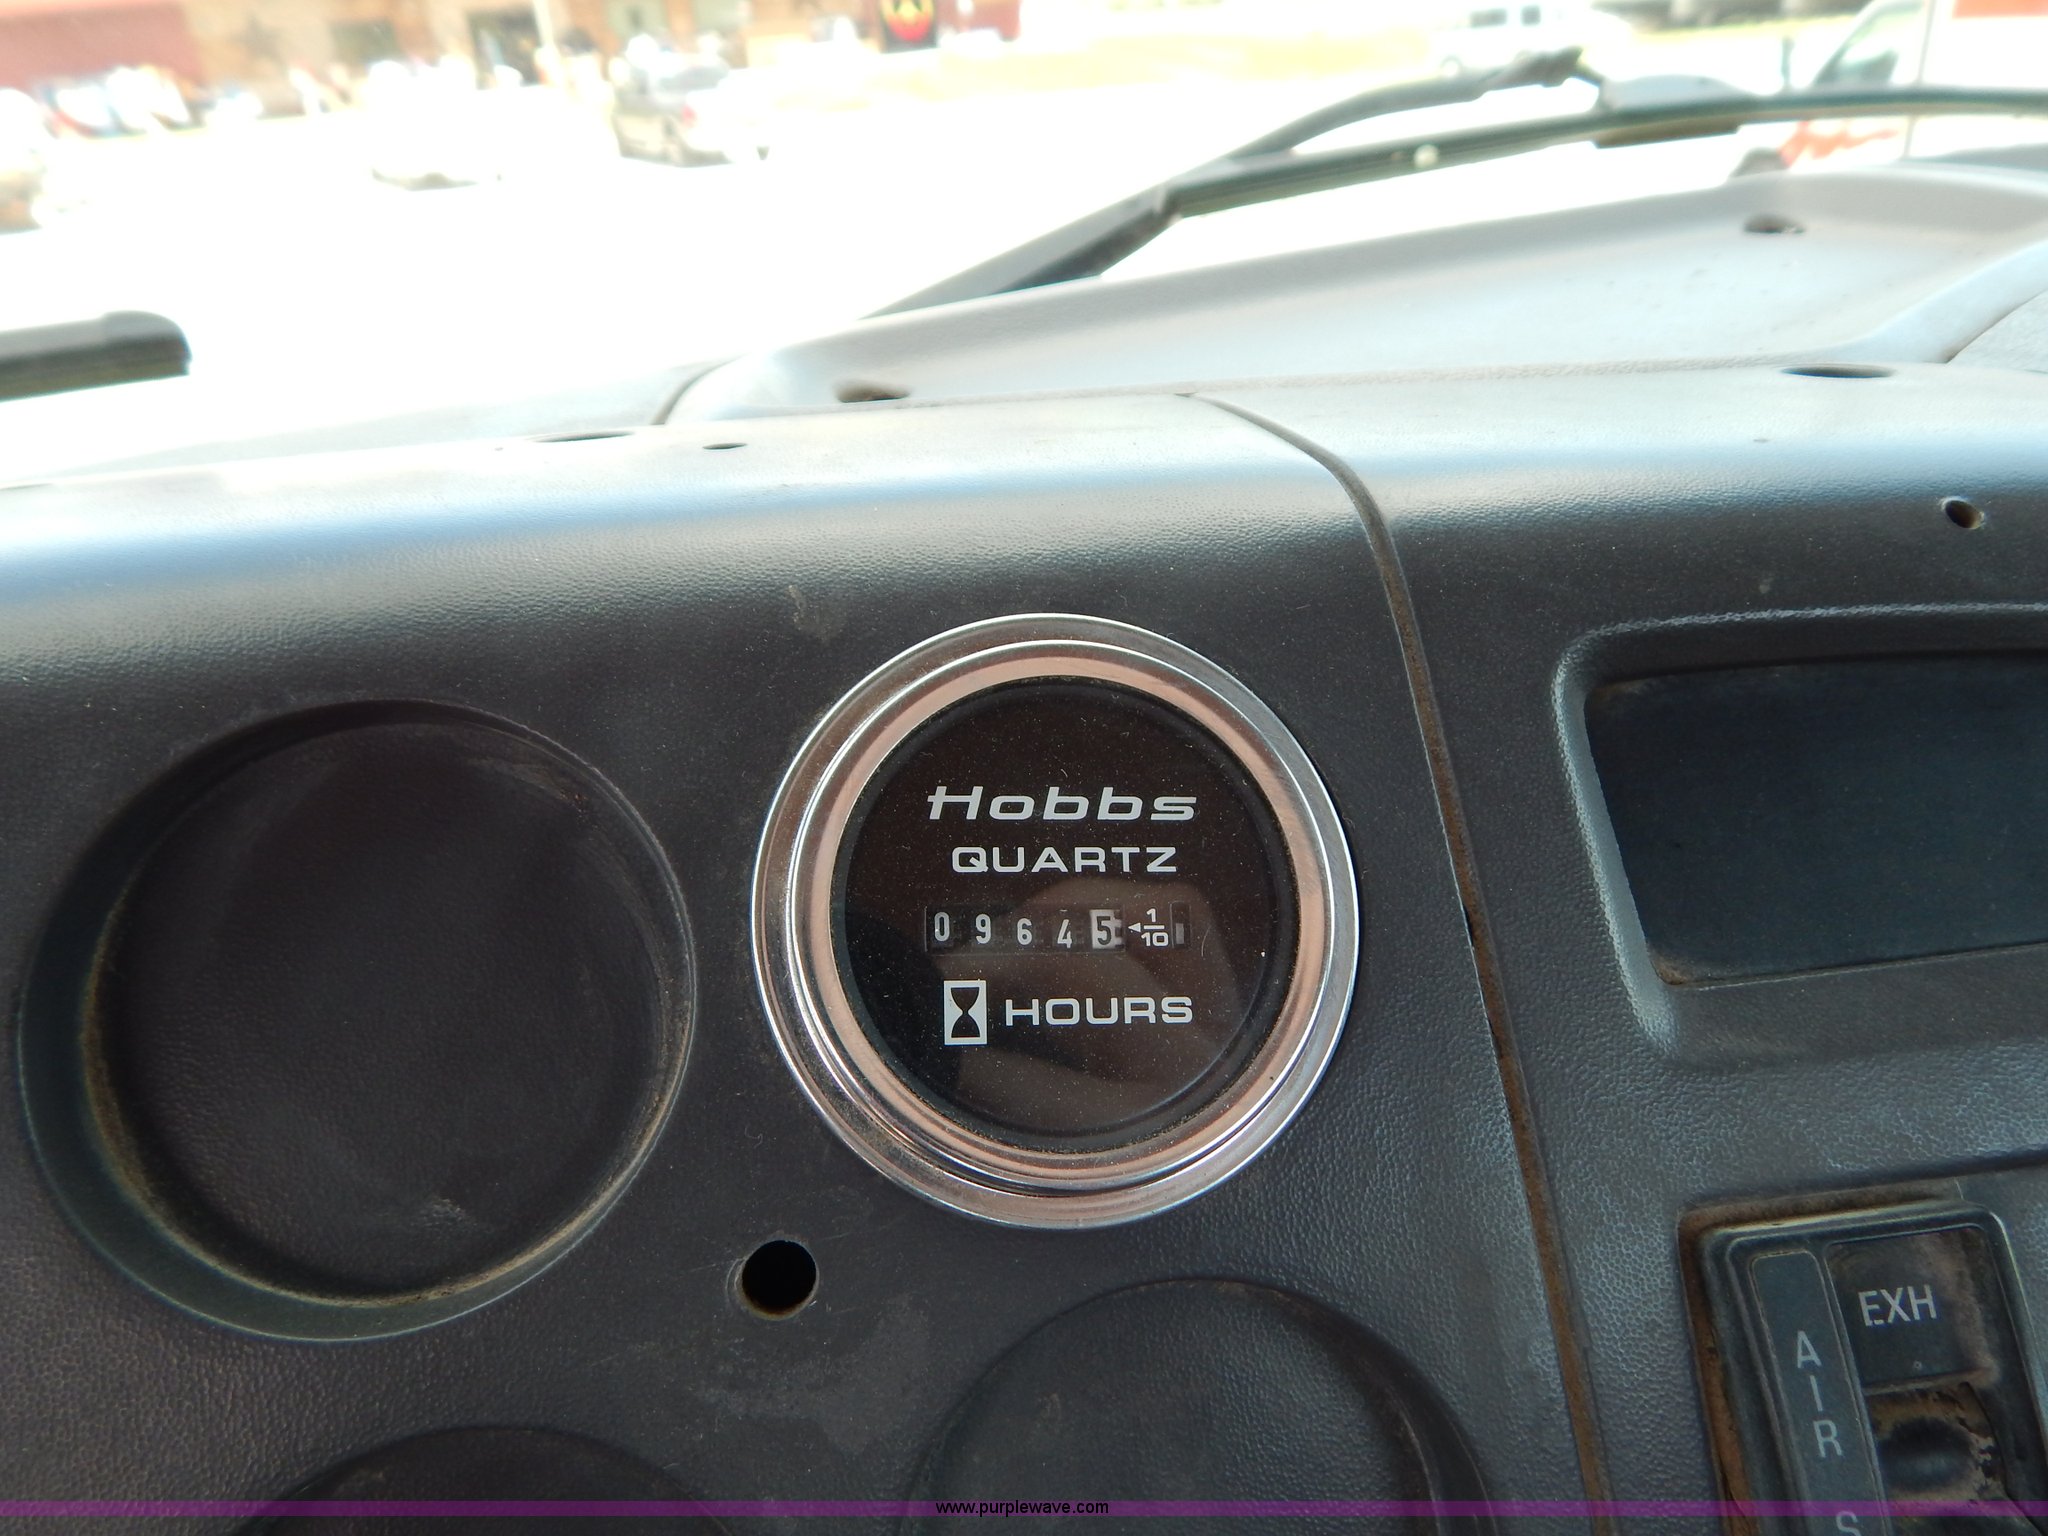 Hobbs
QUARTZ
09645 ◄ 1/10
HOURS
EXH
AIR S
www.purplewave.com